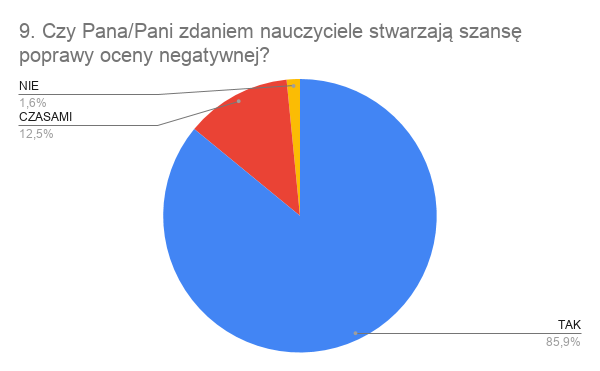 9. Czy Pana/Pani zdaniem nauczyciele stwarzają szansę
poprawy oceny negatywnej?
NIE
1,6%
CZASAMI
12,5%
TAK
85,9%